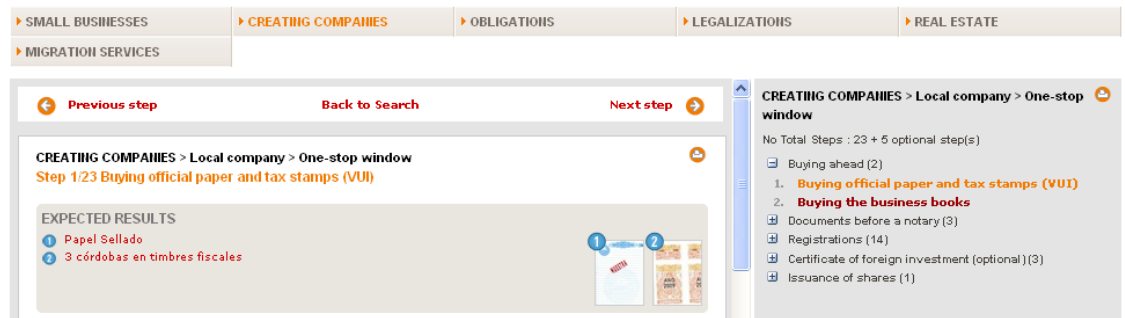 SMALL BUSINESSES
CREATING COMPANIES
OBLIGATIONS
LEGALIZATIONS
REAL ESTATE
MIGRATION SERVICES
Previous step
Back to Search
Next step
CREATING COMPANIES > Local company > One-stop window
Step 1/23 Buying official paper and tax stamps (VUI)
EXPECTED RESULTS
1 Papel Sellado
2 3 córdobas en timbres fiscales
1 2
CREATING COMPANIES > Local company > One-stop
window
No Total Steps : 23 + 5 optional step(s)
Buying ahead (2)
1. Buying official paper and tax stamps (VUI)
2. Buying the business books
Documents before a notary (3)
Registrations (14)
Certificate of foreign investment (optional) (3)
Issuance of shares (1)